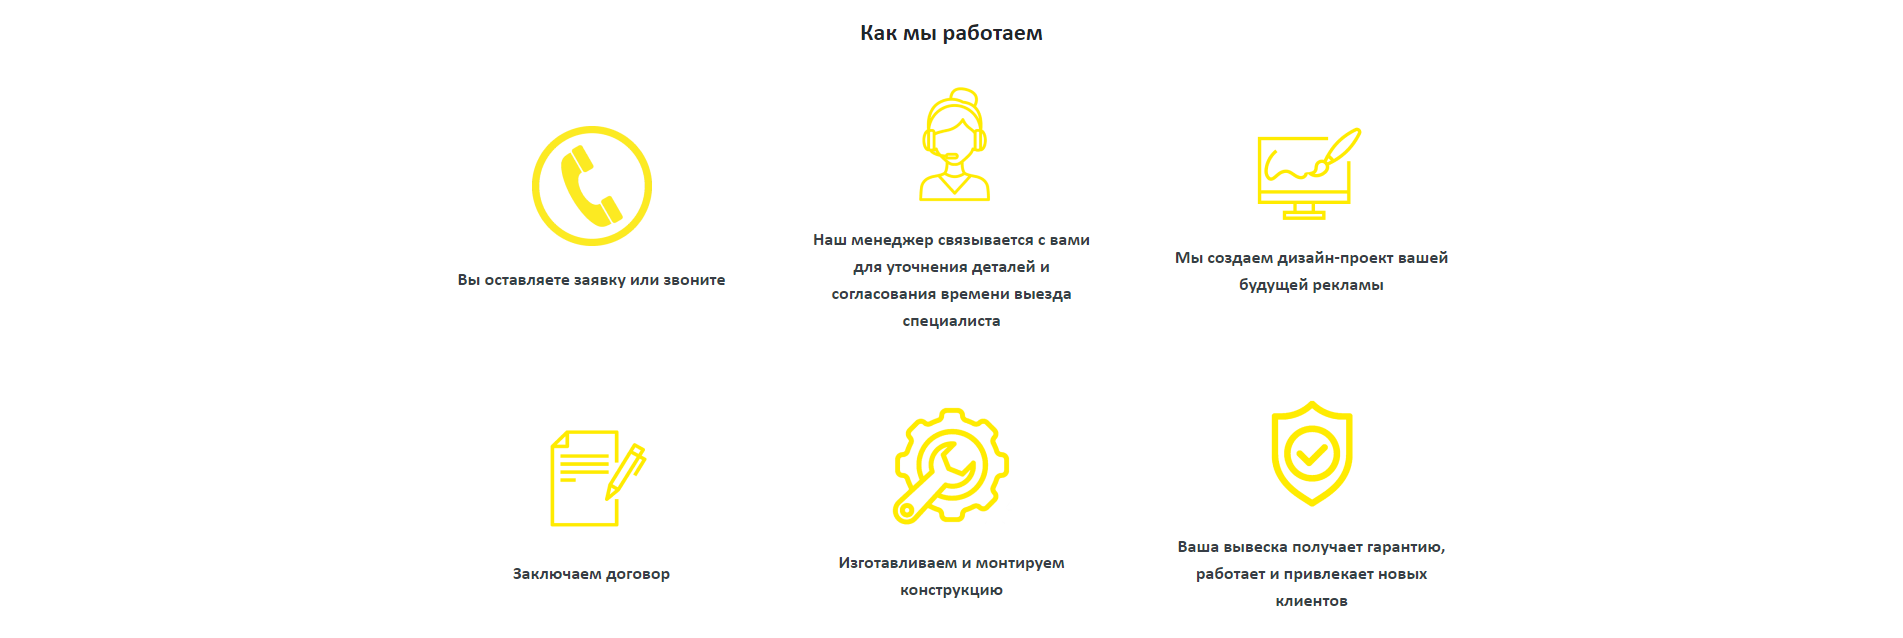 Как мы работаем
Вы оставляете заявку или звоните
Наш менеджер связывается с вами
для уточнения деталей и
согласования времени выезда
специалиста
Мы создаем дизайн-проект вашей
будущей рекламы
Заключаем договор
Изготавливаем и монтируем
конструкцию
Ваша вывеска получает гарантию,
работает и привлекает новых
клиентов